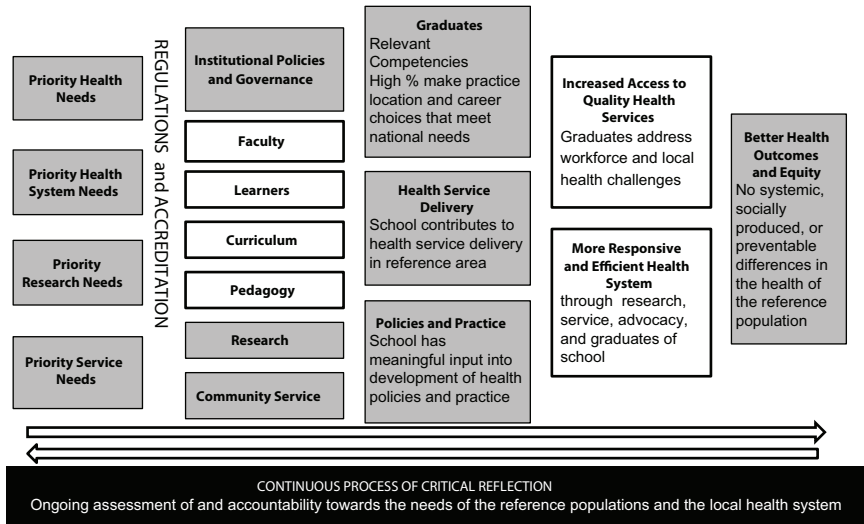 Priority Health
Needs
Priority Health
System Needs
Priority
Research Needs
Priority Service
Needs
REGULATIONS and ACCREDITATION
Institutional Policies
and Governance
Faculty
Learners
Curriculum
Pedagogy
Research
Community Service
Graduates
Relevant
Competencies
High % make practice
location and career
choices that meet
national needs
Health Service
Delivery
School contributes to
health service delivery
in reference area
Policies and Practice
School has
meaningful input into
development of health
policies and practice
Increased Access to
Quality Health
Services
Graduates address
workforce and local
health challenges
More Responsive
and Efficient Health
System
through research,
service, advocacy,
and graduates of
school
Better Health
Outcomes
and Equity
No systemic,
socially
produced, or
preventable
differences in
the health of
the reference
population
CONTINUOUS PROCESS OF CRITICAL REFLECTION
Ongoing assessment of and accountability towards the needs of the reference populations and the local health system